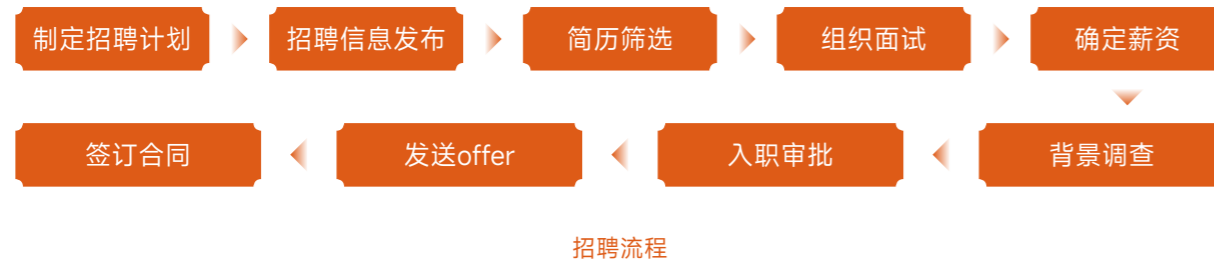 制定招聘计划
招聘信息发布
简历筛选
组织面试
确定薪资
背景调查
入职审批
发送offer
签订合同
招聘流程